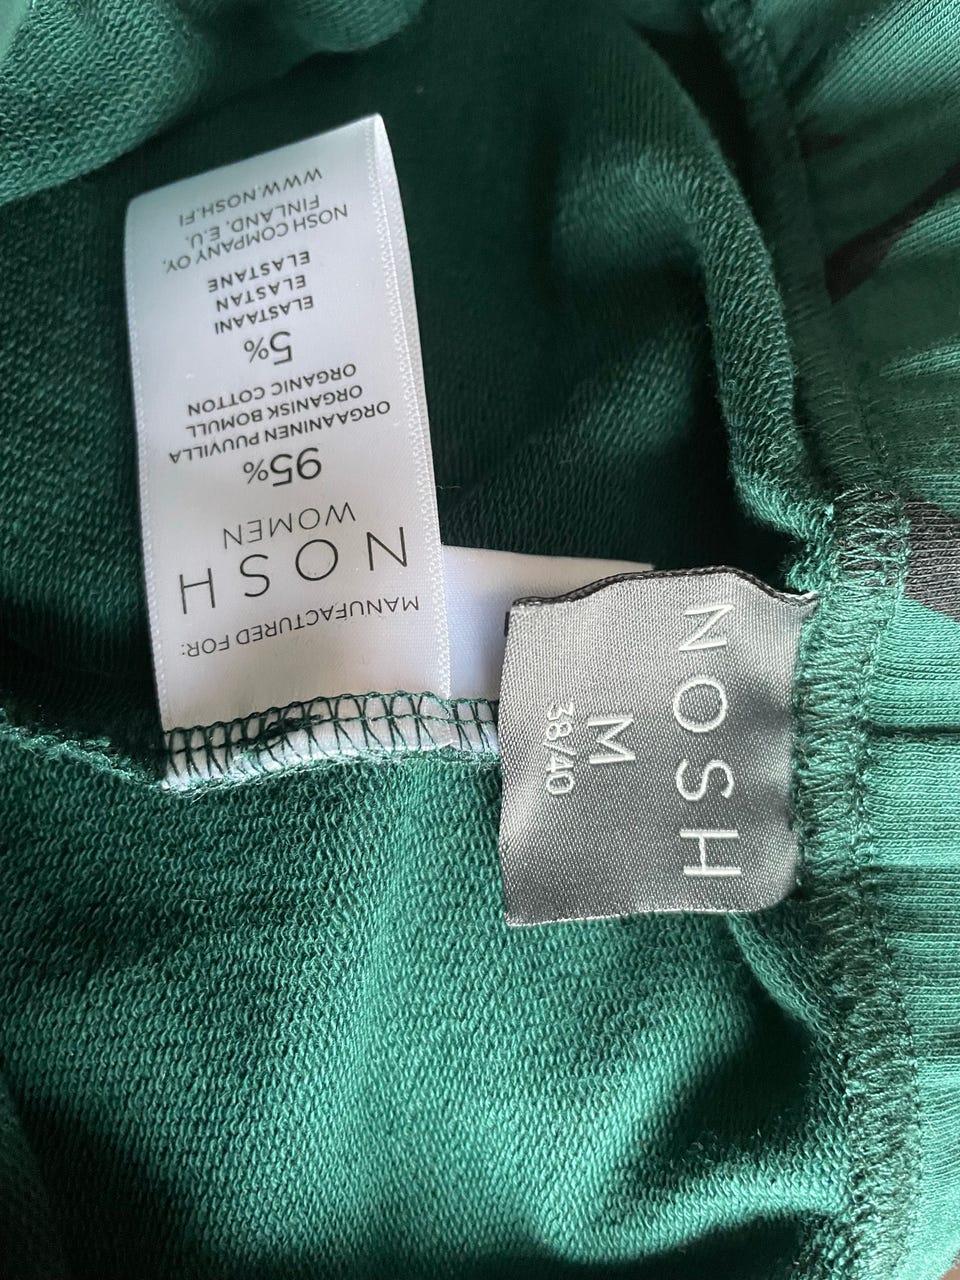 MANUFACTURED FOR:
NOSH
WOMEN
95%
ORGAANINEN PUUVILLA
ORGANISK BOMULL
ORGANIC COTTON
5%
ELASTAANI
ELASTAN
ELASTANE
NOSH COMPANY OY,
FINLAND, E.U.
WWW.NOSH.FI
NOSH
M
38/40